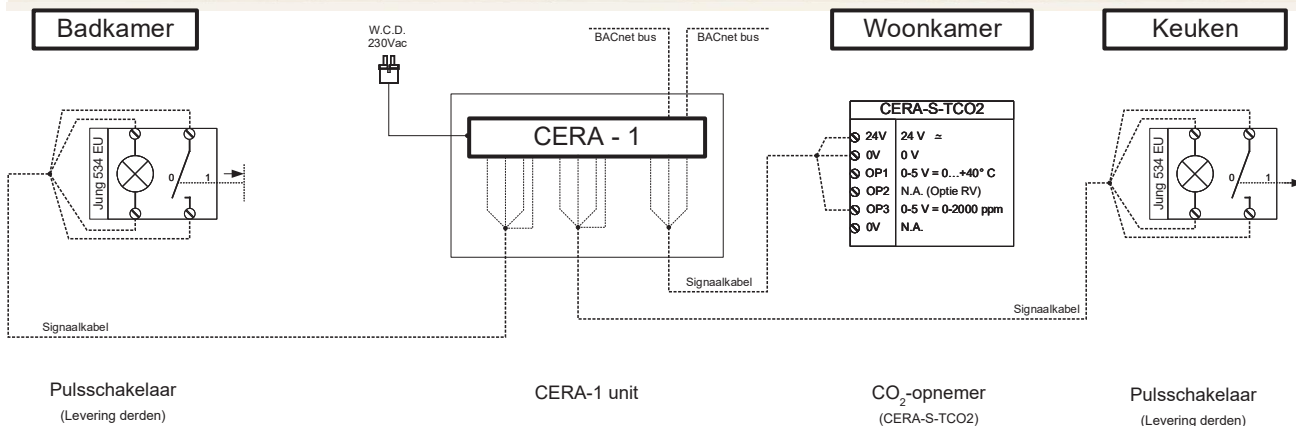 Badkamer
W.C.D.
230Vac
BACnet bus
BACnet bus
Woonkamer
Keuken
Jung 534 EU
0
1
CERA - 1
CERA-S-TCO2
24V 24 V ≃
0V 0 V
OP1 0-5 V = 0...+40° C
OP2 N.A. (Optie RV)
OP3 0-5 V = 0-2000 ppm
0V N.A.
Jung 534 EU
0
1
Signaalkabel
Signaalkabel
Signaalkabel
Pulsschakelaar
(Levering derden)
CERA-1 unit
CO₂-opnemer
(CERA-S-TCO2)
Pulsschakelaar
(Levering derden)